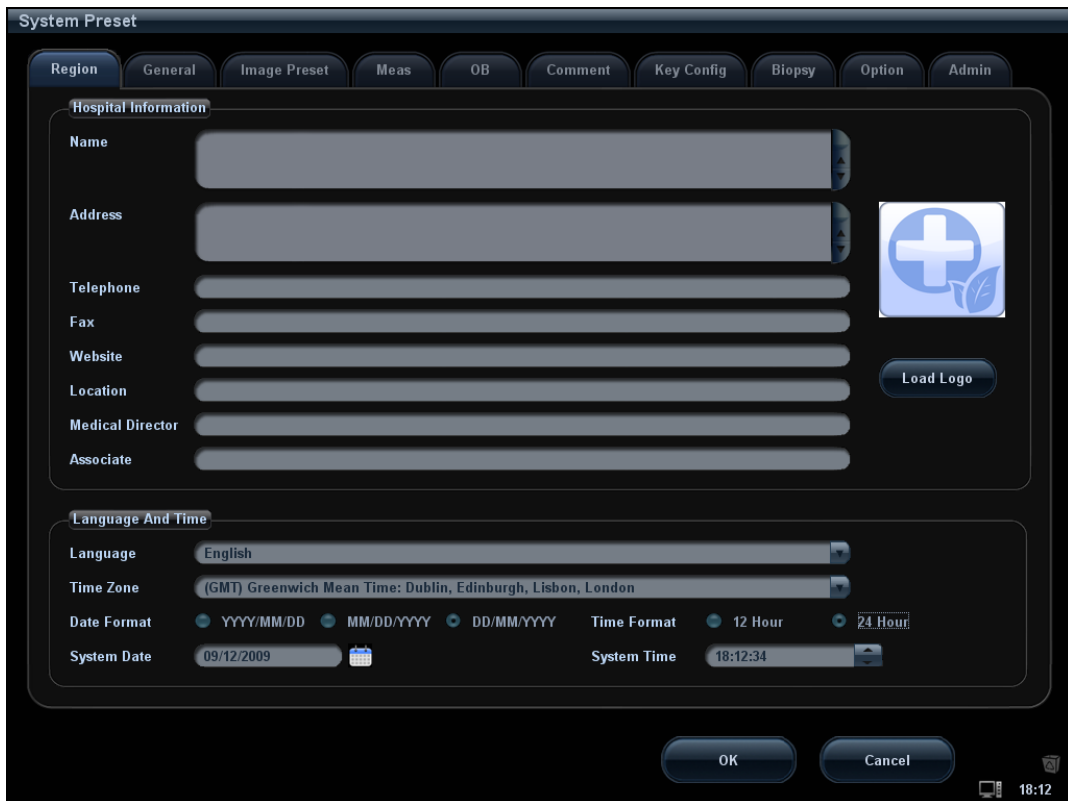 System Preset
Region General Image Preset Meas OB Comment Key Config Biopsy Option Admin
Hospital Information
Name
Address
Telephone
Fax
Website
Load Logo
Location
Medical Director
Associate
Language And Time
Language English
Time Zone (GMT) Greenwich Mean Time: Dublin, Edinburgh, Lisbon, London
Date Format YYYY/MM/DD MM/DD/YYYY DD/MM/YYYY Time Format 12 Hour 24 Hour
System Date 09/12/2009 System Time 18:12:34
OK Cancel
18:12